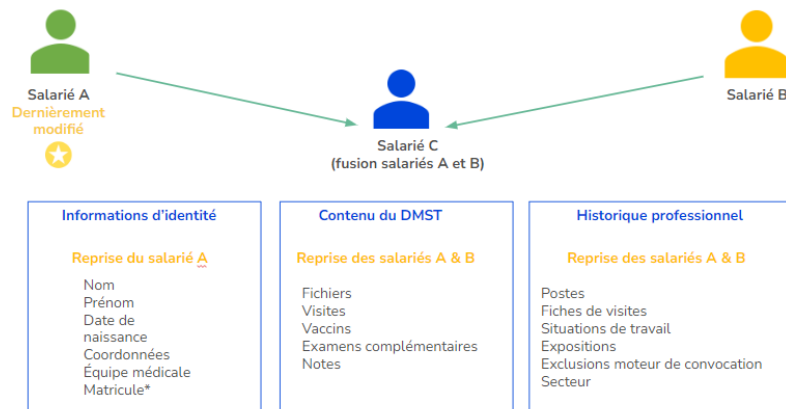 Salarié A
Dernièrement
modifié
Salarié B
Salarié C
(fusion salariés A et B)
Informations d'identité
Reprise du salarié A
Nom
Prénom
Date de
naissance
Coordonnées
Équipe médicale
Matricule*
Contenu du DMST
Reprise des salariés A & B
Fichiers
Visites
Vaccins
Examens complémentaires
Notes
Historique professionnel
Reprise des salariés A & B
Postes
Fiches de visites
Situations de travail
Expositions
Exclusions moteur de convocation
Secteur